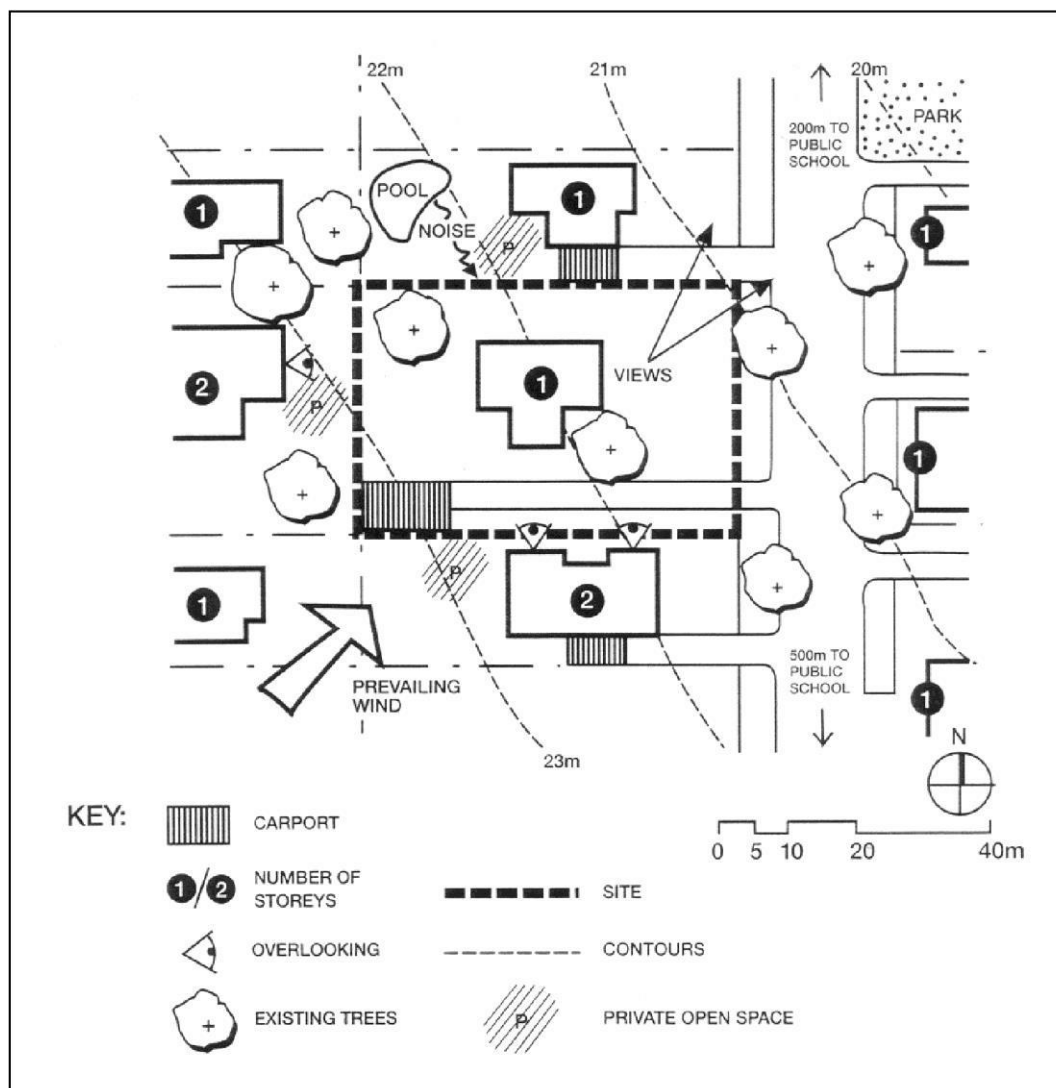 22m
21m
20m
PARK
200m TO
PUBLIC
SCHOOL
1
POOL
1
NOISE
P
1
2
P
1
VIEWS
1
P
1
2
PREVAILING
WIND
500m TO
PUBLIC
SCHOOL
1
23m
N
KEY:
CARPORT
0 5 10 20 40m
1/2
NUMBER OF
STOREYS
SITE
OVERLOOKING
CONTOURS
EXISTING TREES
P
PRIVATE OPEN SPACE